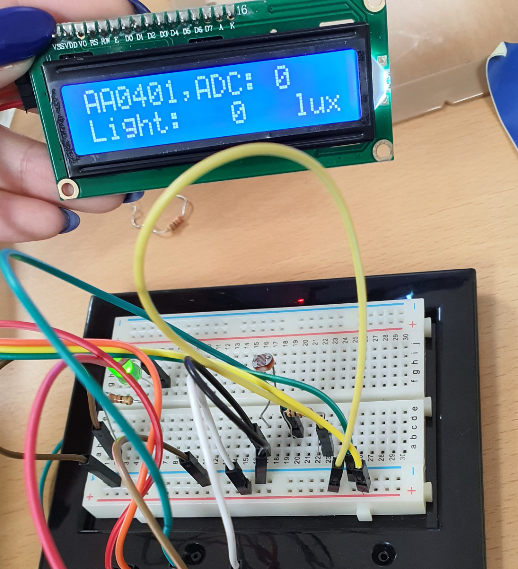 16
VSS VDD VO RS RW E D0 D1 D2 D3 D4 D5 D6 D7 A K
AA0401,ADC: 0
Light: 0 lux
f g h i j
a b c d e